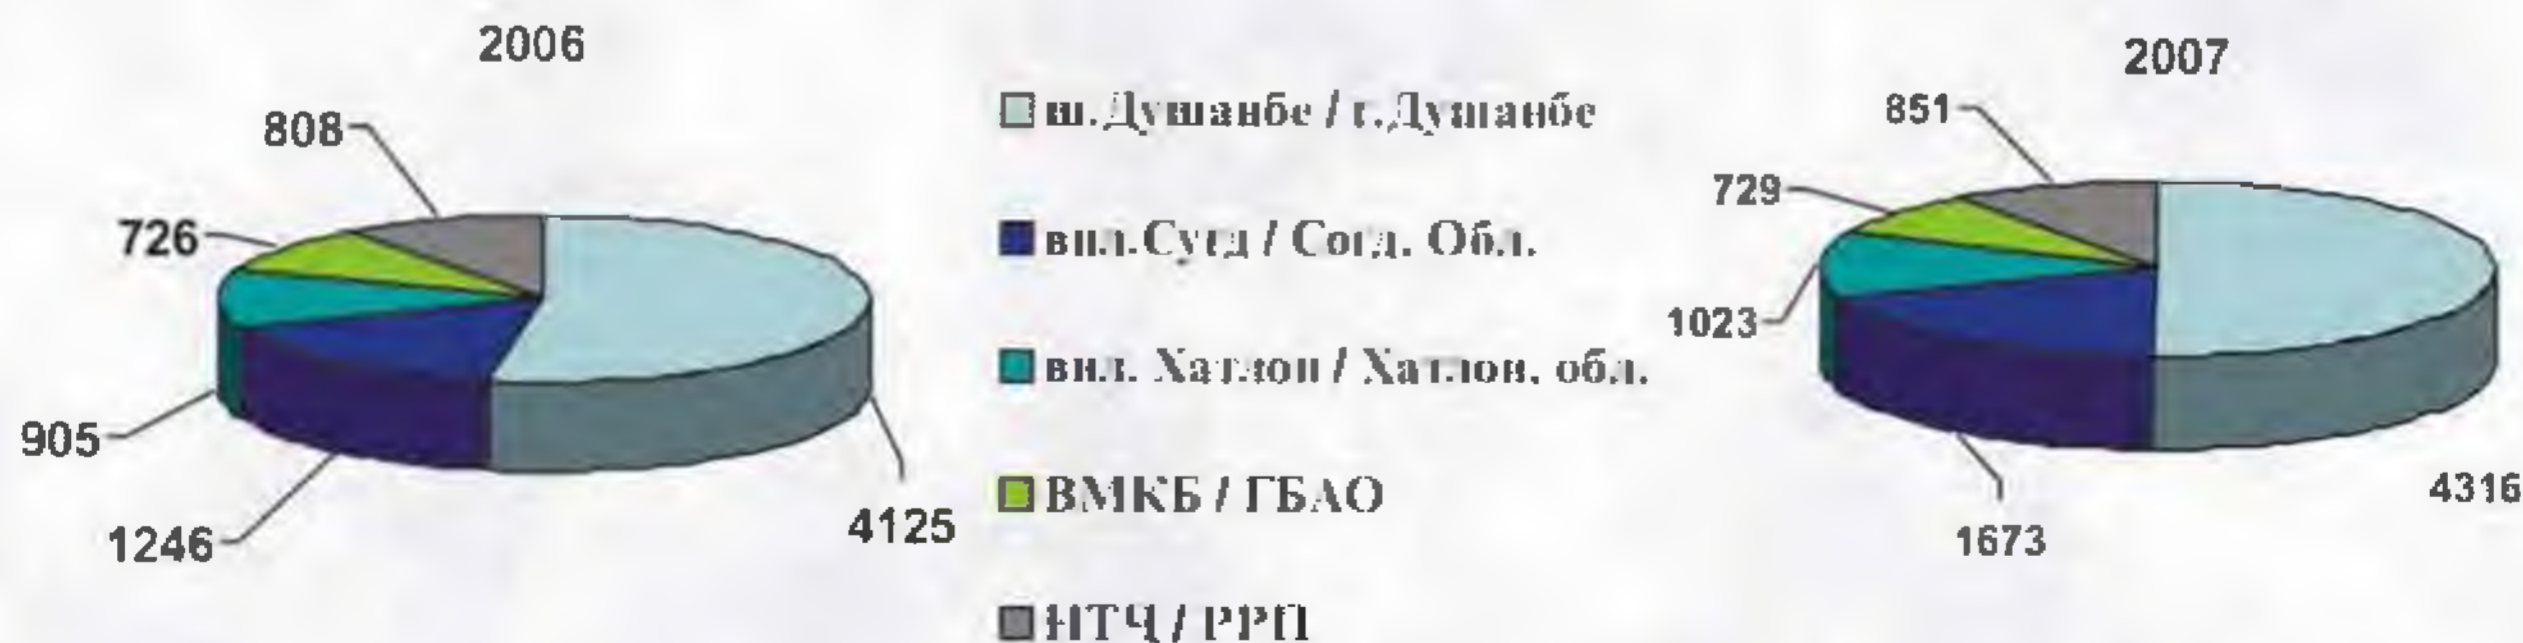 2006
808
726
905
1246
4125
ш.Душанбе / г.Душанбе
вил.Суғд / Согд. Обл.
вил. Хатлон / Хатлон. обл.
ВМКБ / ГБАО
НТҶ / РРП
2007
851
729
1023
1673
4316